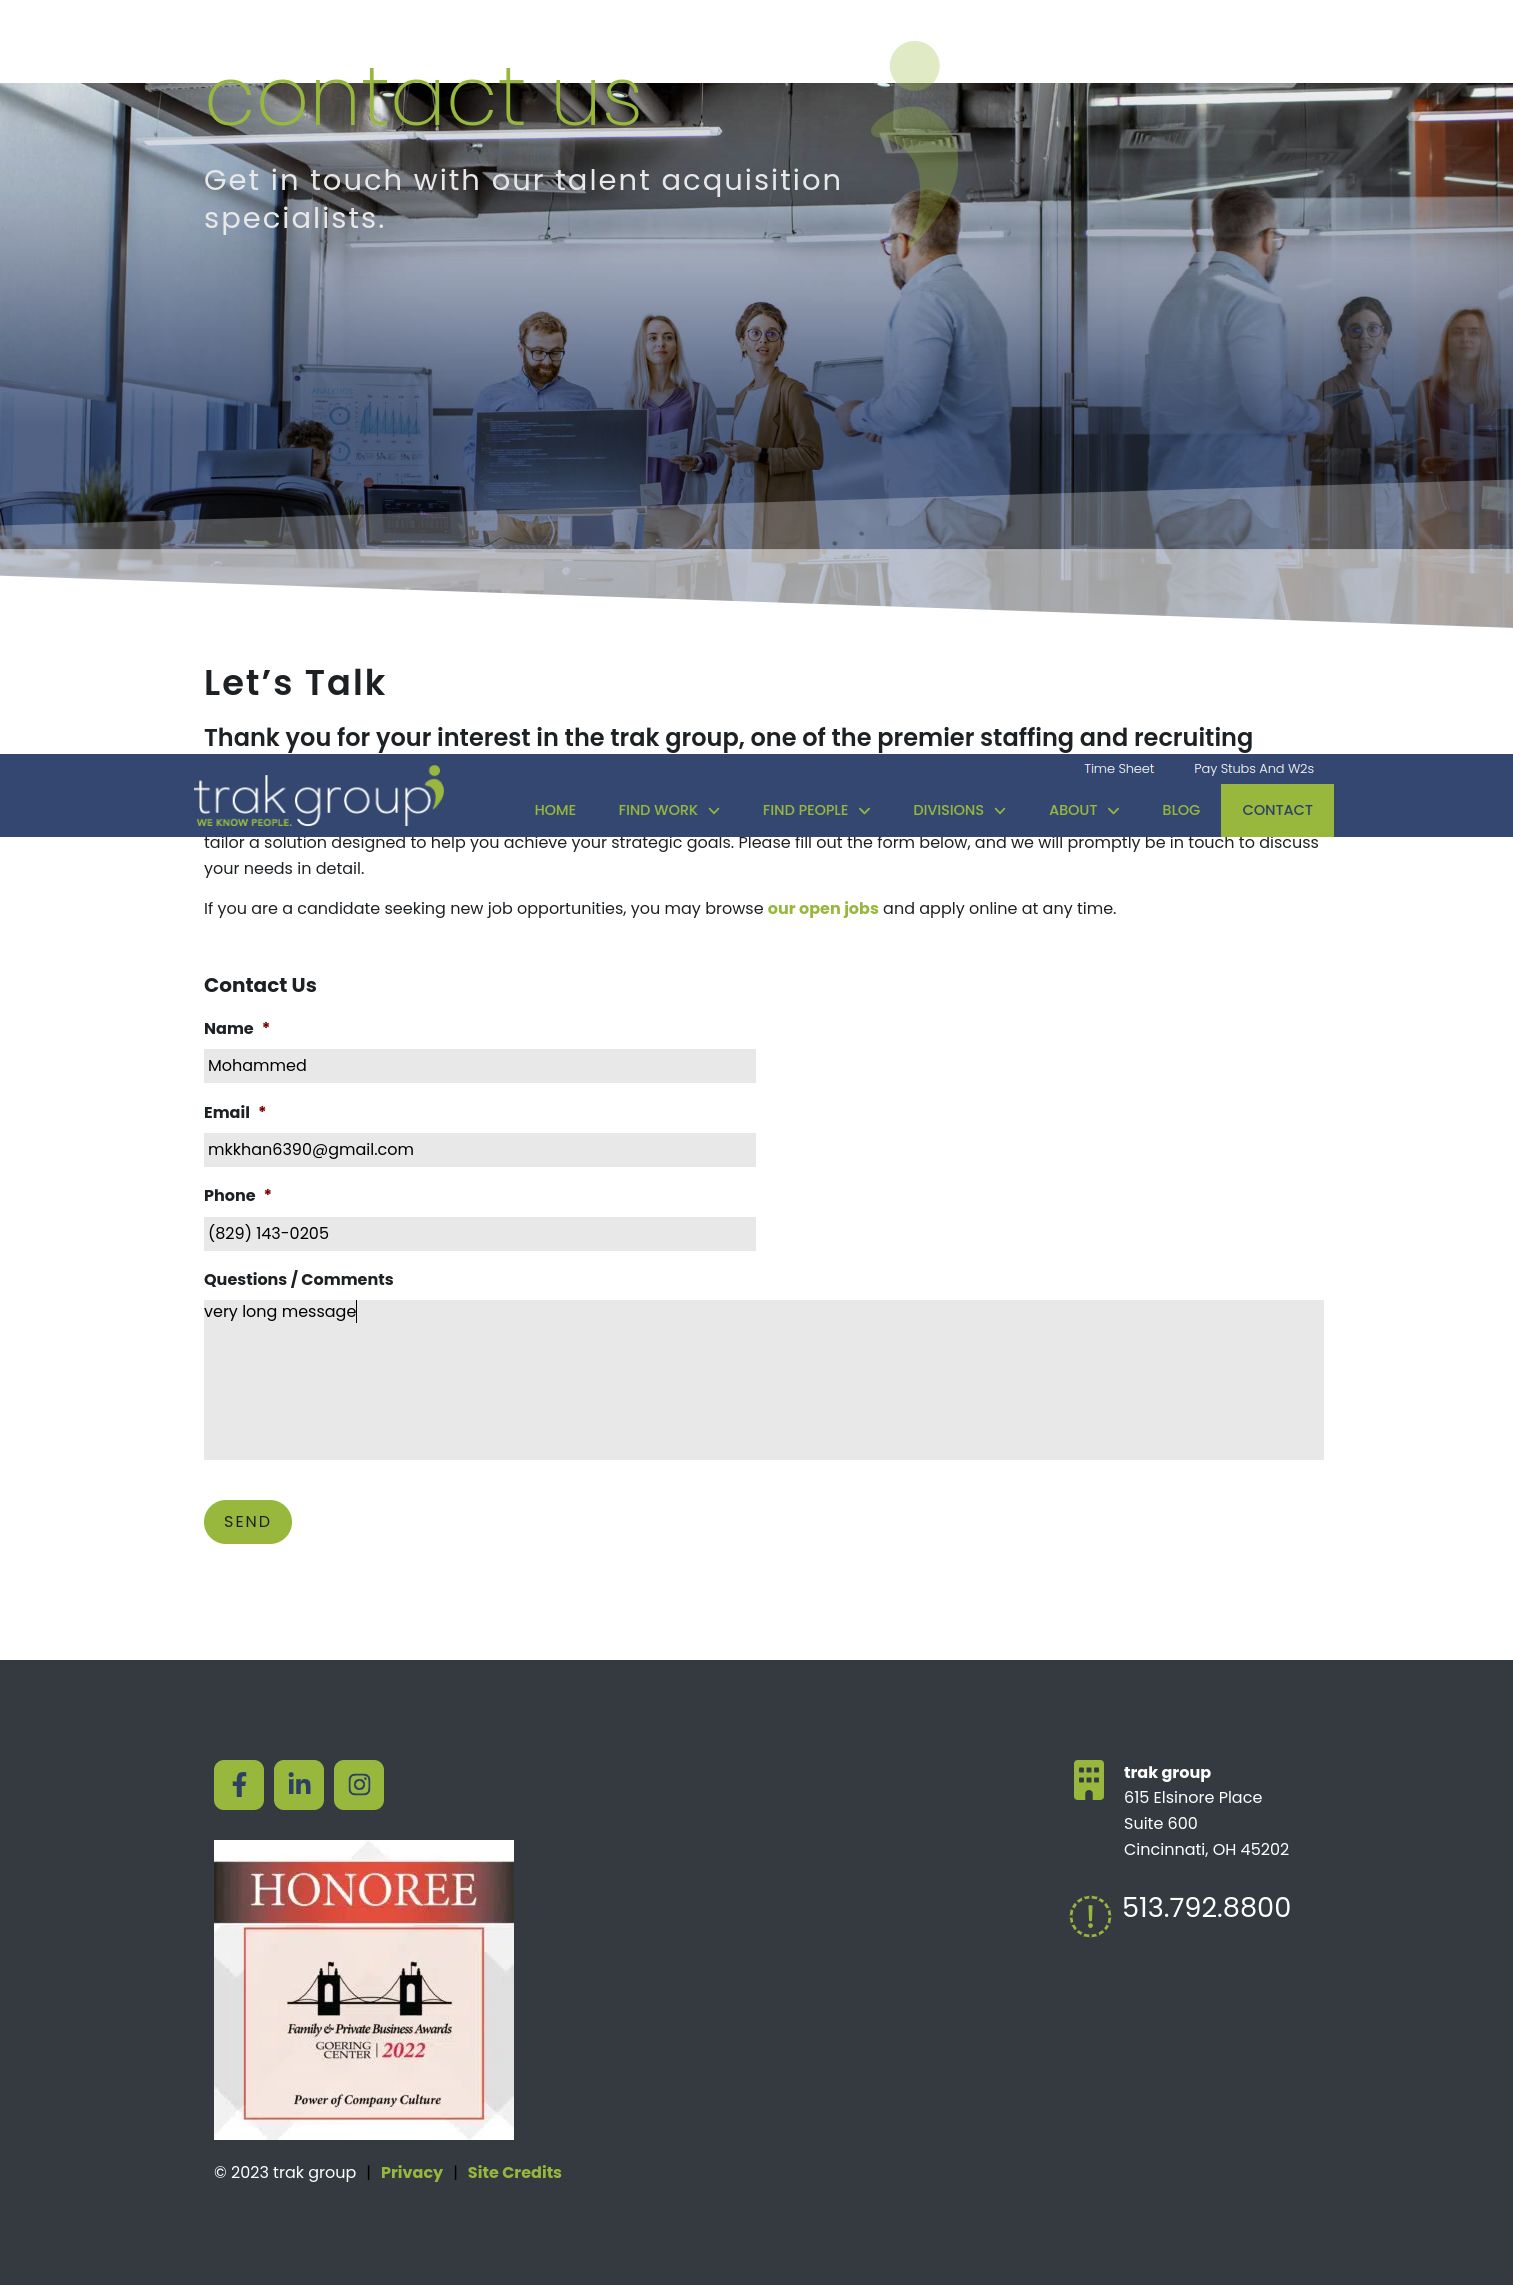 contact us
Get in touch with our talent acquisition
specialists.
ANALYTICS
Let’s Talk
Thank you for your interest in the trak group, one of the premier staffing and recruiting
Time Sheet Pay Stubs And W2s
trak group
WE KNOW PEOPLE.
HOME FIND WORK FIND PEOPLE DIVISIONS ABOUT BLOG CONTACT
tailor a solution designed to help you achieve your strategic goals. Please fill out the form below, and we will promptly be in touch to discuss
your needs in detail.
If you are a candidate seeking new job opportunities, you may browse our open jobs and apply online at any time.
Contact Us
Name *
Mohammed
Email *
mkkhan6390@gmail.com
Phone *
(829) 143-0205
Questions / Comments
very long message
SEND
trak group
615 Elsinore Place
Suite 600
Cincinnati, OH 45202
513.792.8800
HONOREE
Family & Private Business Awards
GOERING
CENTER | 2022
Power of Company Culture
© 2023 trak group | Privacy | Site Credits